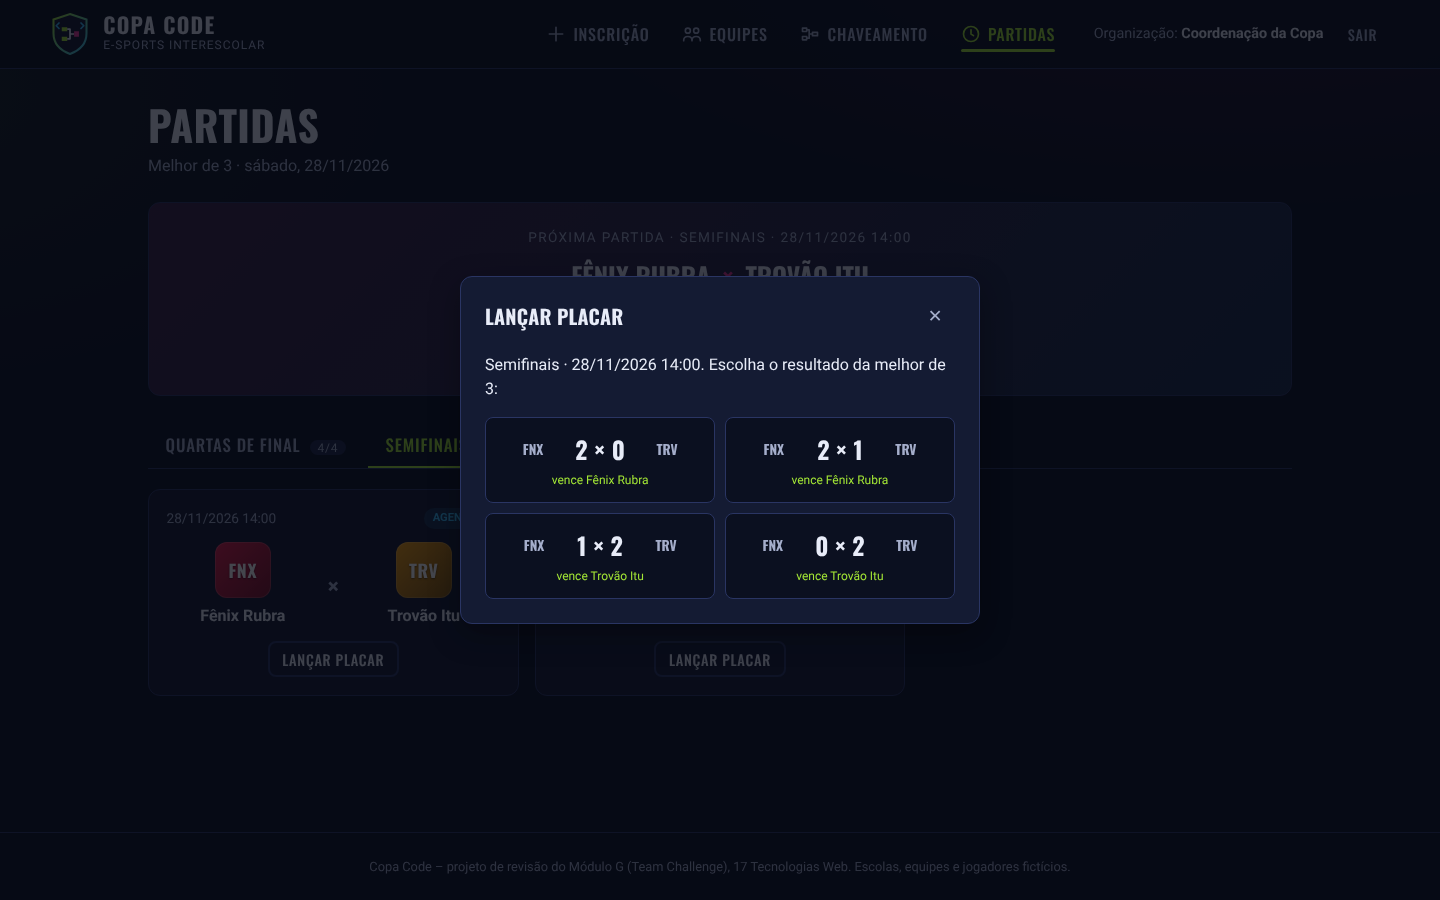 COPA CODE
E-SPORTS INTERESCOLAR
INSCRIÇÃO
EQUIPES
CHAVEAMENTO
PARTIDAS
Organização: Coordenação da Copa
SAIR
PARTIDAS
Melhor de 3 · sábado, 28/11/2026
PRÓXIMA PARTIDA · SEMIFINAIS · 28/11/2026 14:00
FÊNIX RUBRA × TROVÃO ITU
LANÇAR PLACAR
×
Semifinais · 28/11/2026 14:00. Escolha o resultado da melhor de
3:
FNX 2 × 0 TRV
vence Fênix Rubra
FNX 2 × 1 TRV
vence Fênix Rubra
FNX 1 × 2 TRV
vence Trovão Itu
FNX 0 × 2 TRV
vence Trovão Itu
QUARTAS DE FINAL 4/4
SEMIFINAIS
28/11/2026 14:00
FNX
×
TRV
Fênix Rubra
Trovão Itu
LANÇAR PLACAR
LANÇAR PLACAR
Copa Code – projeto de revisão do Módulo G (Team Challenge), 17 Tecnologias Web. Escolas, equipes e jogadores fictícios.